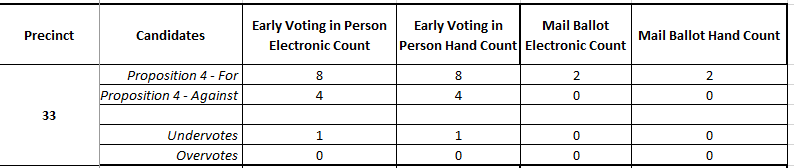 Precinct Candidates Early Voting in Person Electronic Count Early Voting in Person Hand Count Mail Ballot Electronic Count Mail Ballot Hand Count
33
Proposition 4 - For 8 8 2 2
Proposition 4 - Against 4 4 0 0
Undervotes 1 1 0 0
Overvotes 0 0 0 0